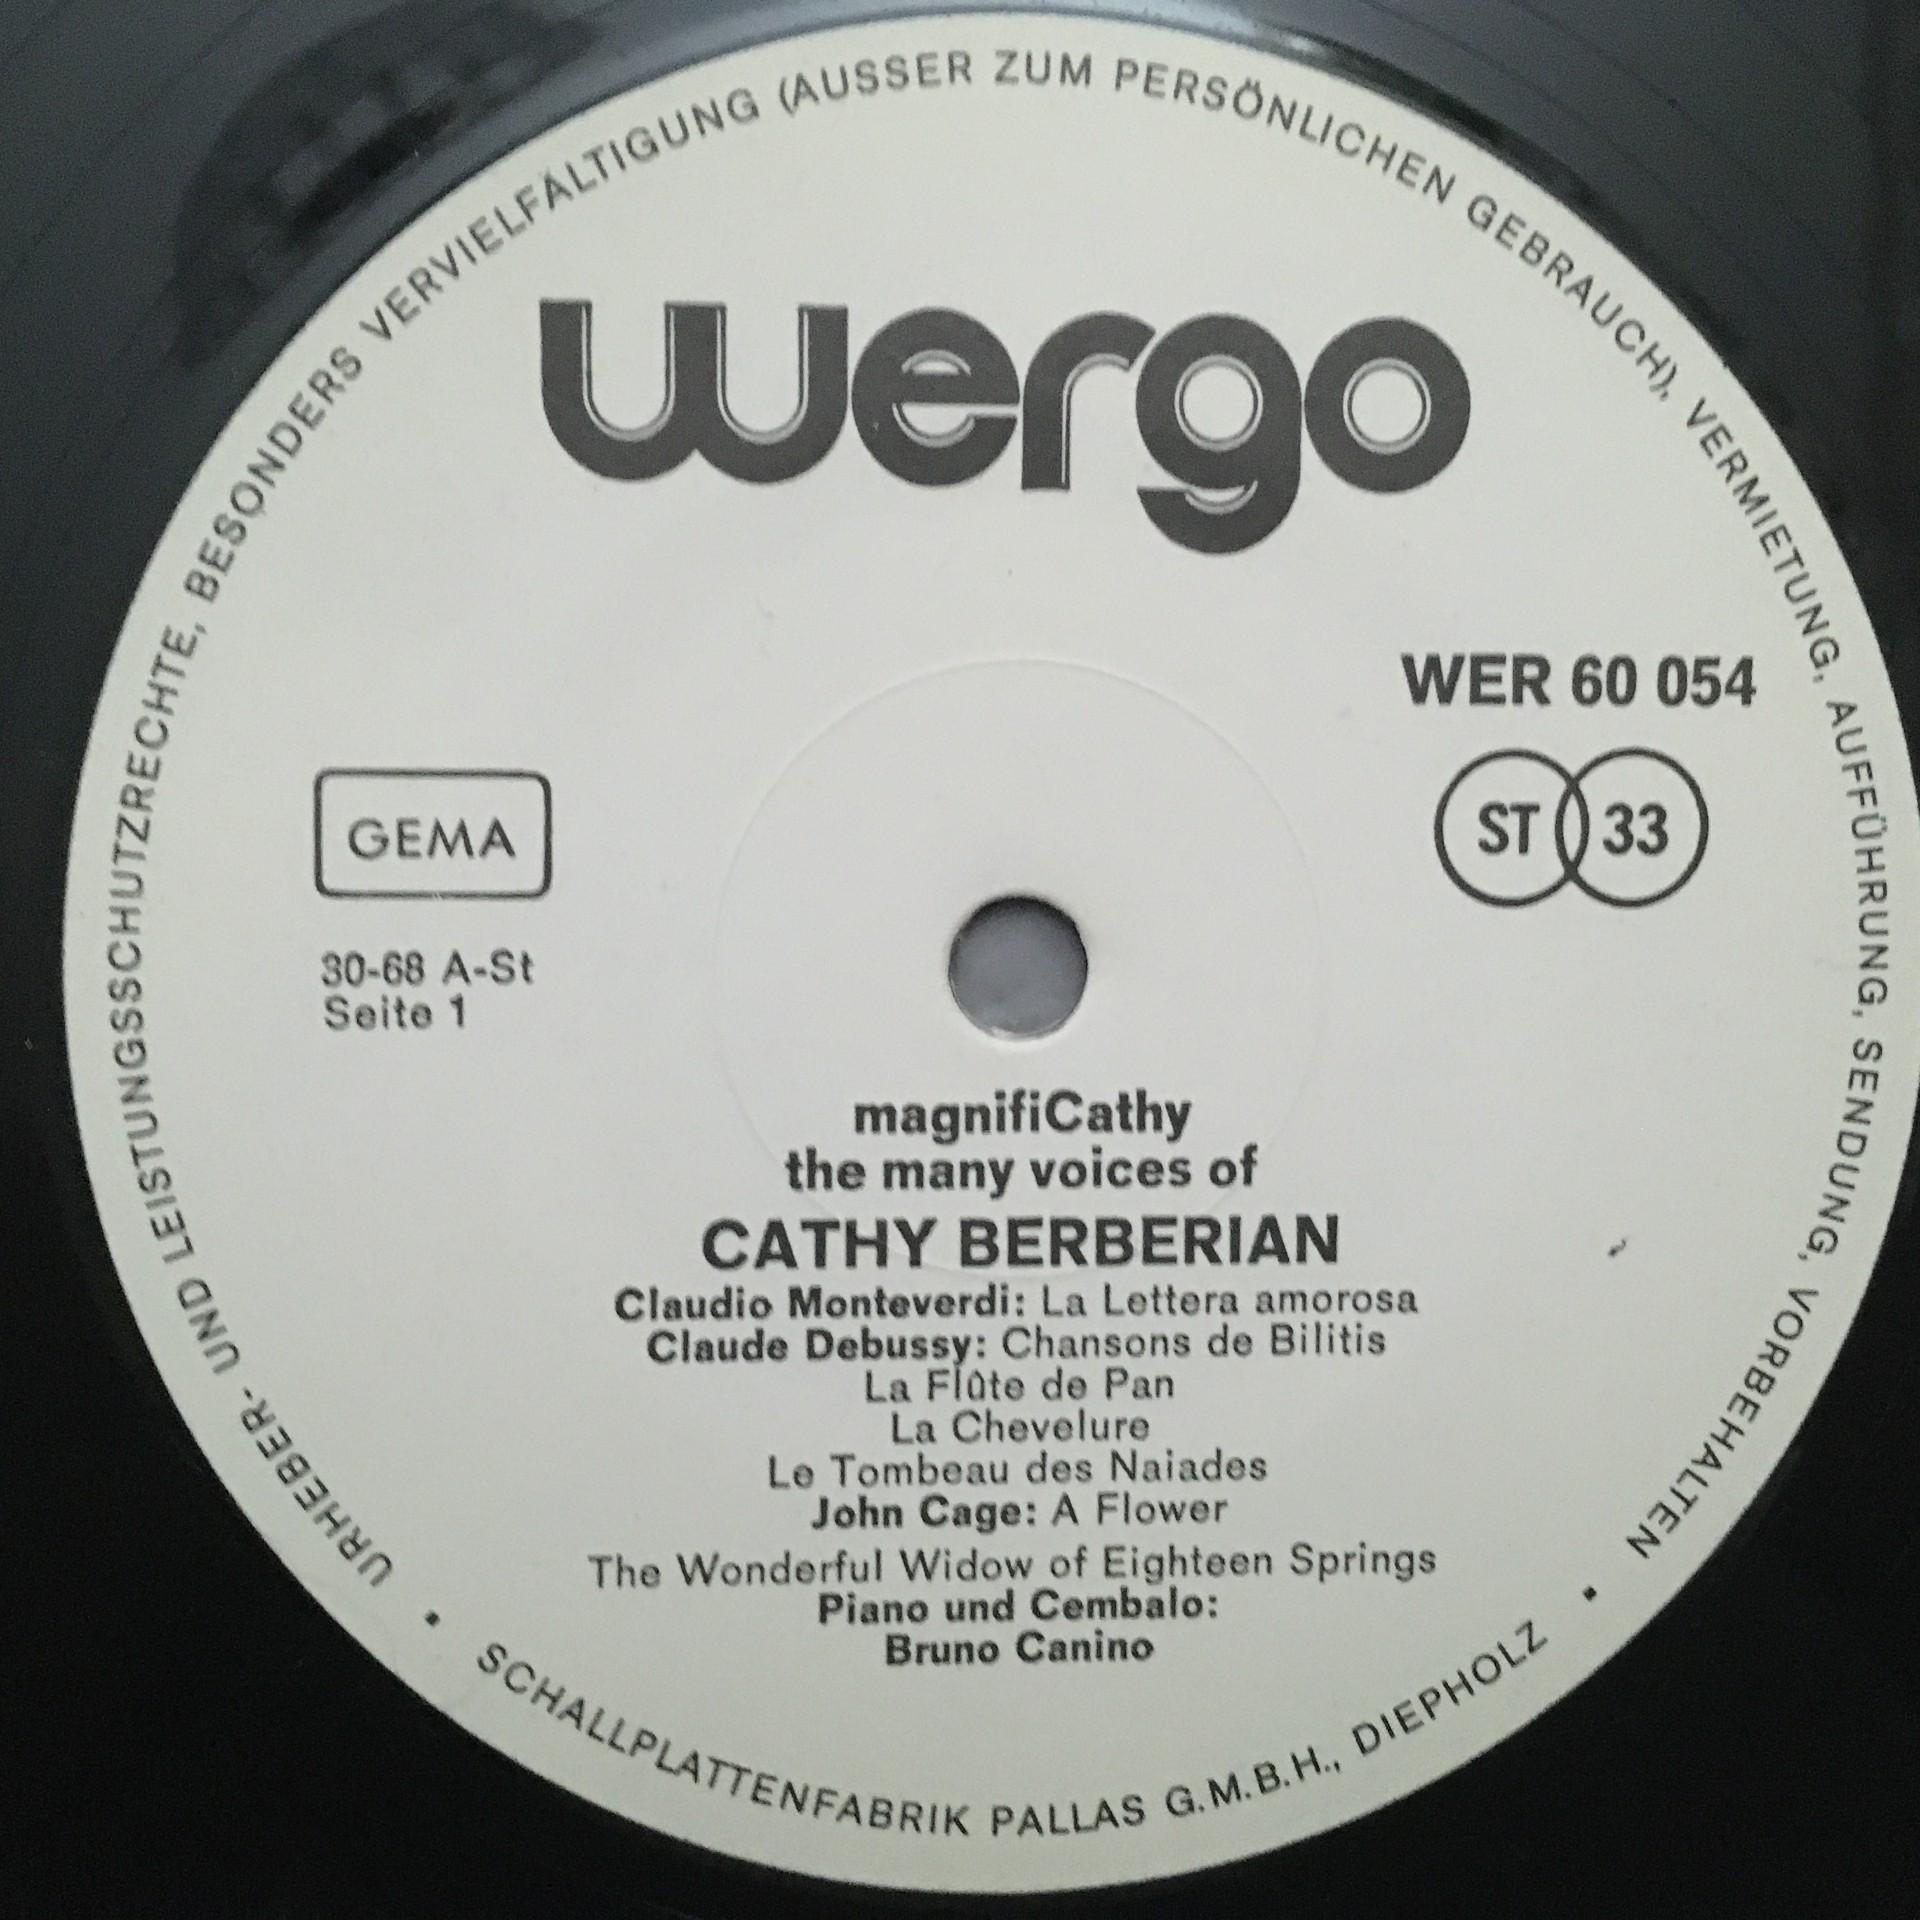 URHEBER- UND LEISTUNGSSCHUTZRECHTE, BESONDERS VERVIELFÄLTIGUNG (AUSSER ZUM PERSÖNLICHEN GEBRAUCH), VERMIETUNG, AUFFÜHRUNG, SENDUNG, VORBEHALTEN
wergo
WER 60 054
ST 33
GEMA
30-68 A-St
Seite 1
magnifiCathy
the many voices of
CATHY BERBERIAN
Claudio Monteverdi: La Lettera amorosa
Claude Debussy: Chansons de Bilitis
La Flûte de Pan
La Chevelure
Le Tombeau des Naiades
John Cage: A Flower
The Wonderful Widow of Eighteen Springs
Piano und Cembalo:
Bruno Canino
• SCHALLPLATTENFABRIK PALLAS G.M.B.H., DIEPHOLZ •